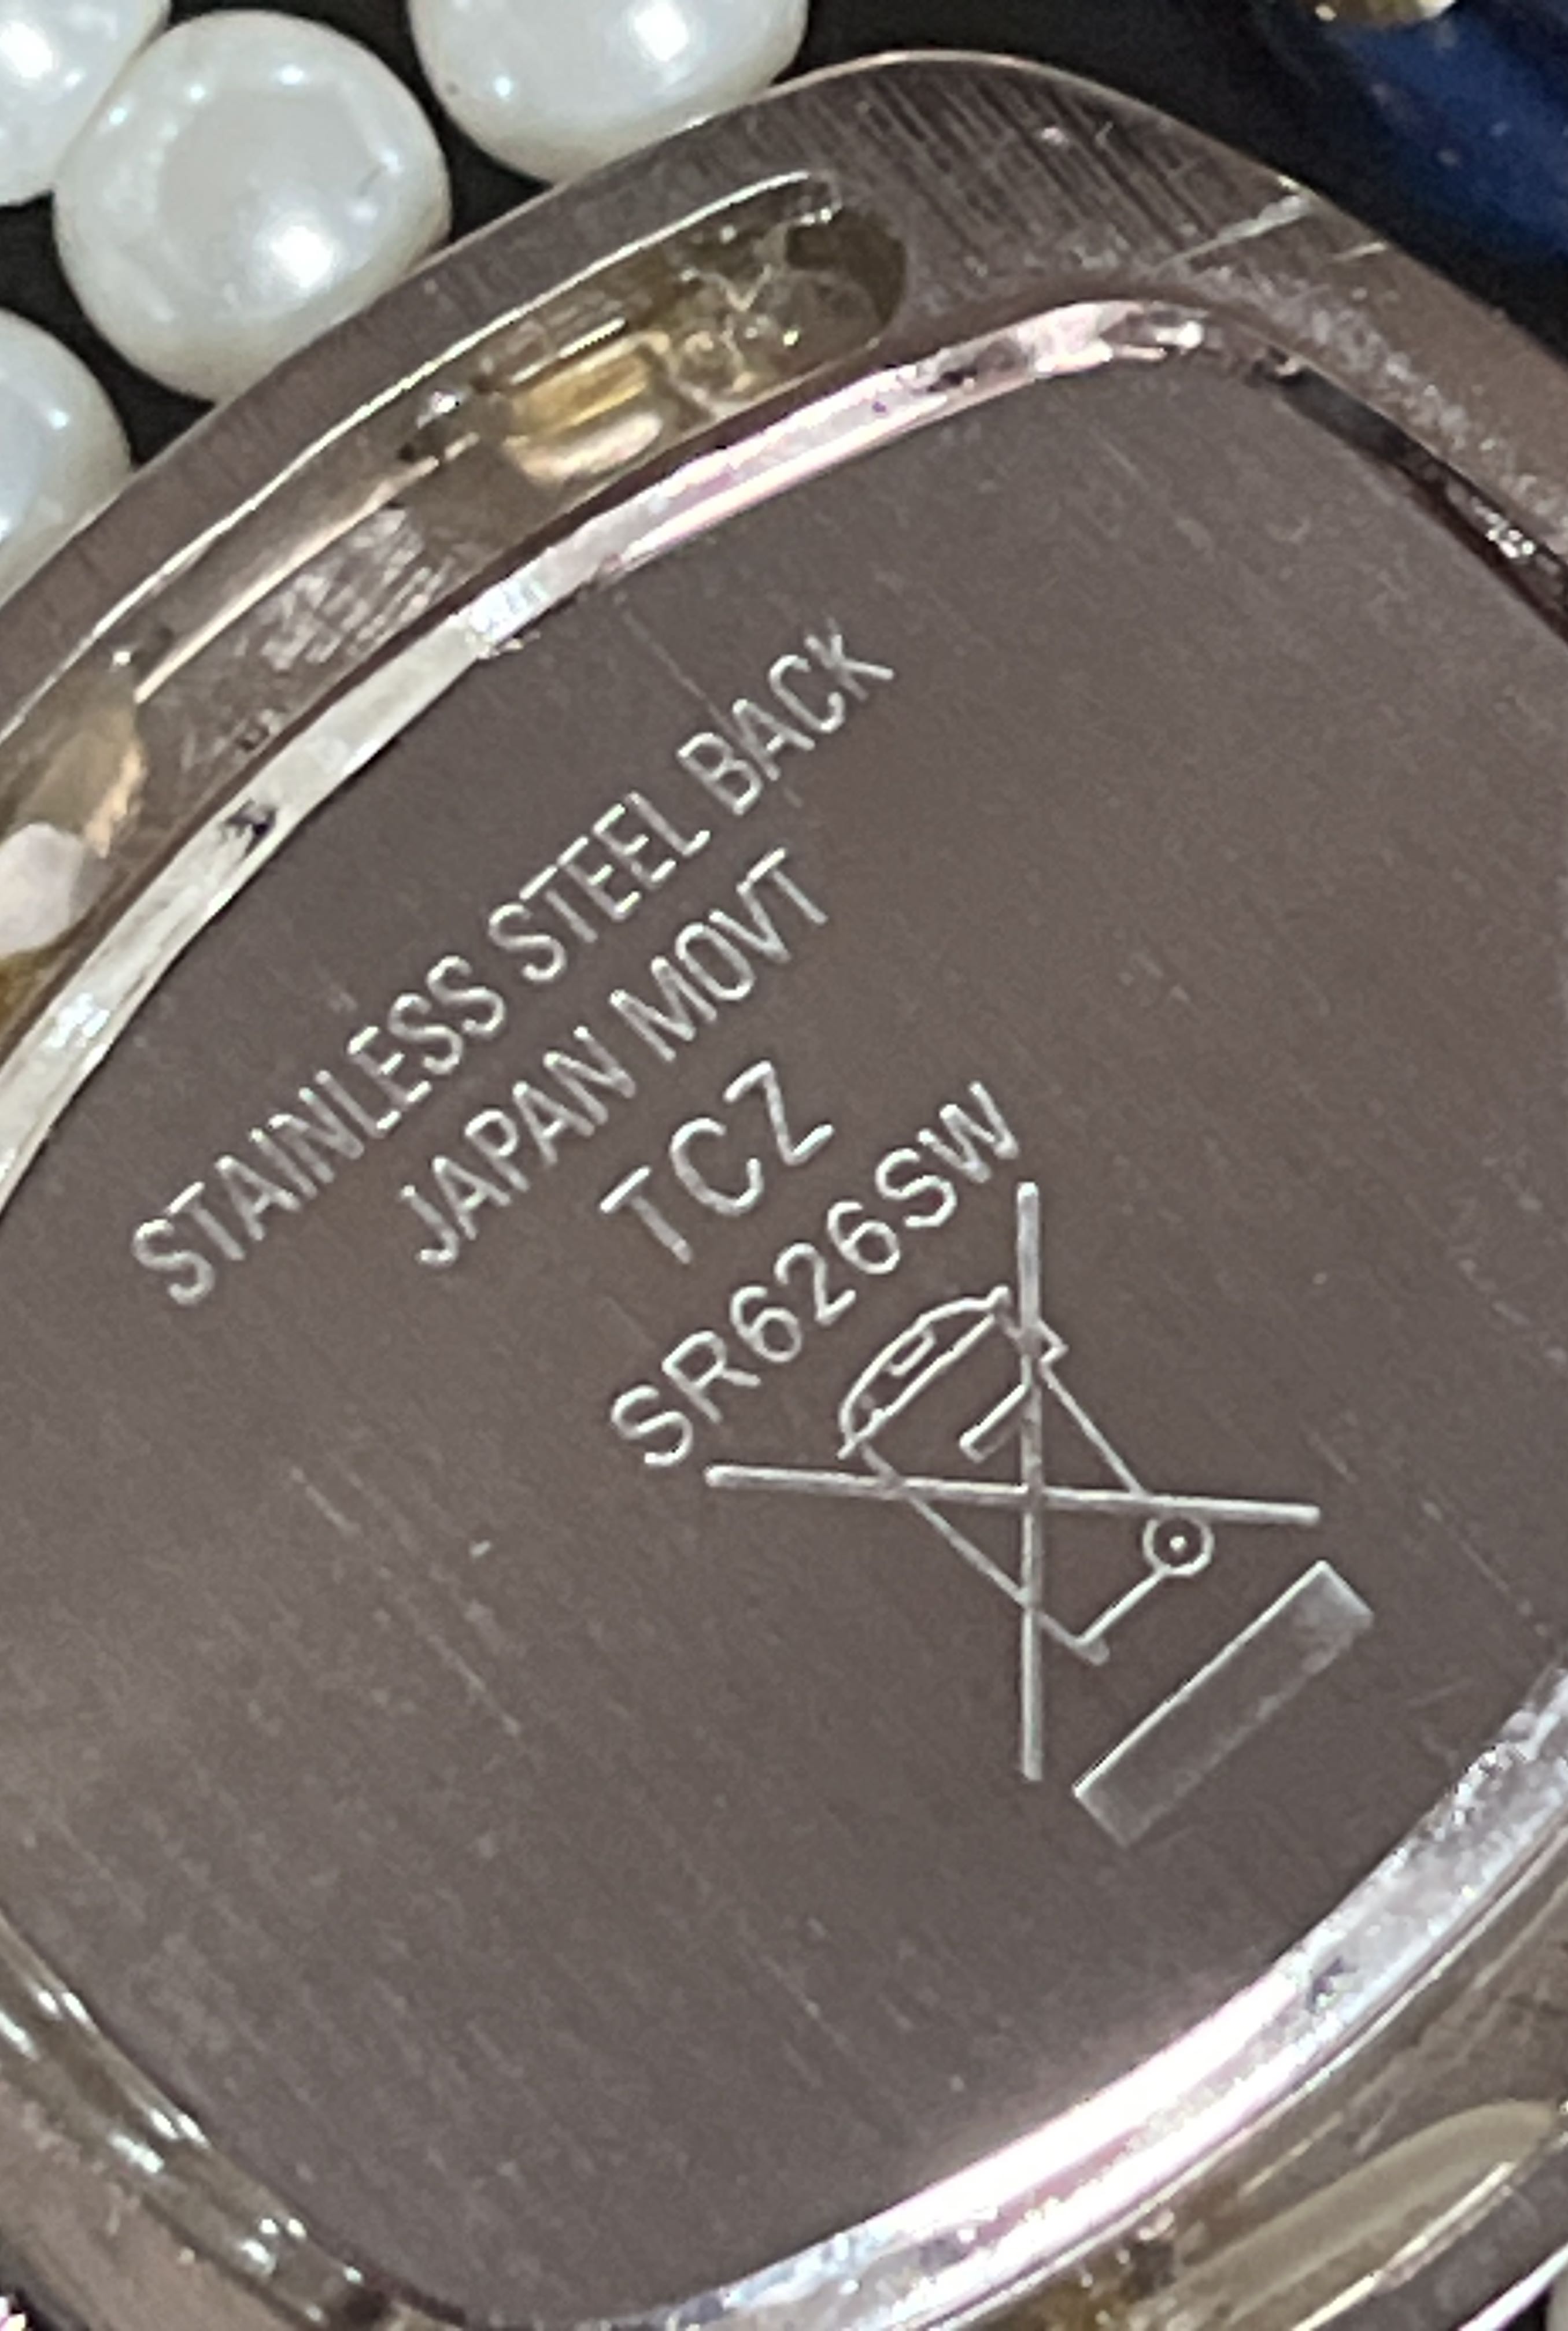 STAINLESS STEEL BACK
JAPAN MOVT
TCZ
SR626SW